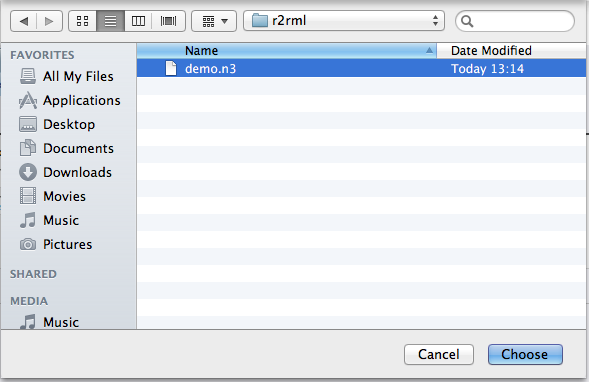 r2rml
FAVORITES
All My Files
Applications
Desktop
Documents
Downloads
Movies
Music
Pictures
SHARED
MEDIA
Music
Name Date Modified
demo.n3 Today 13:14
Cancel Choose